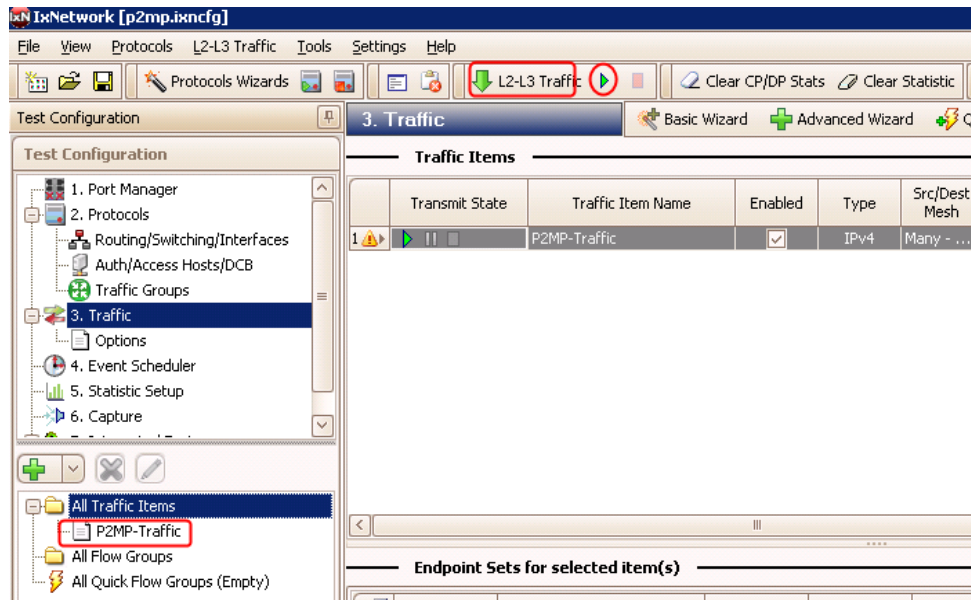 IxN IxNetwork [p2mp.ixncfg]
File View Protocols L2-L3 Traffic Tools Settings Help
Protocols Wizards L2-L3 Traffic Clear CP/DP Stats Clear Statistic
Test Configuration
3. Traffic Basic Wizard Advanced Wizard Q
Test Configuration
Traffic Items
1. Port Manager
2. Protocols
Routing/Switching/Interfaces
Auth/Access Hosts/DCB
Traffic Groups
3. Traffic
Options
4. Event Scheduler
5. Statistic Setup
6. Capture
Transmit State Traffic Item Name Enabled Type Src/Dest Mesh
1 P2MP-Traffic IPv4 Many - ...
All Traffic Items
P2MP-Traffic
All Flow Groups
All Quick Flow Groups (Empty)
Endpoint Sets for selected item(s)